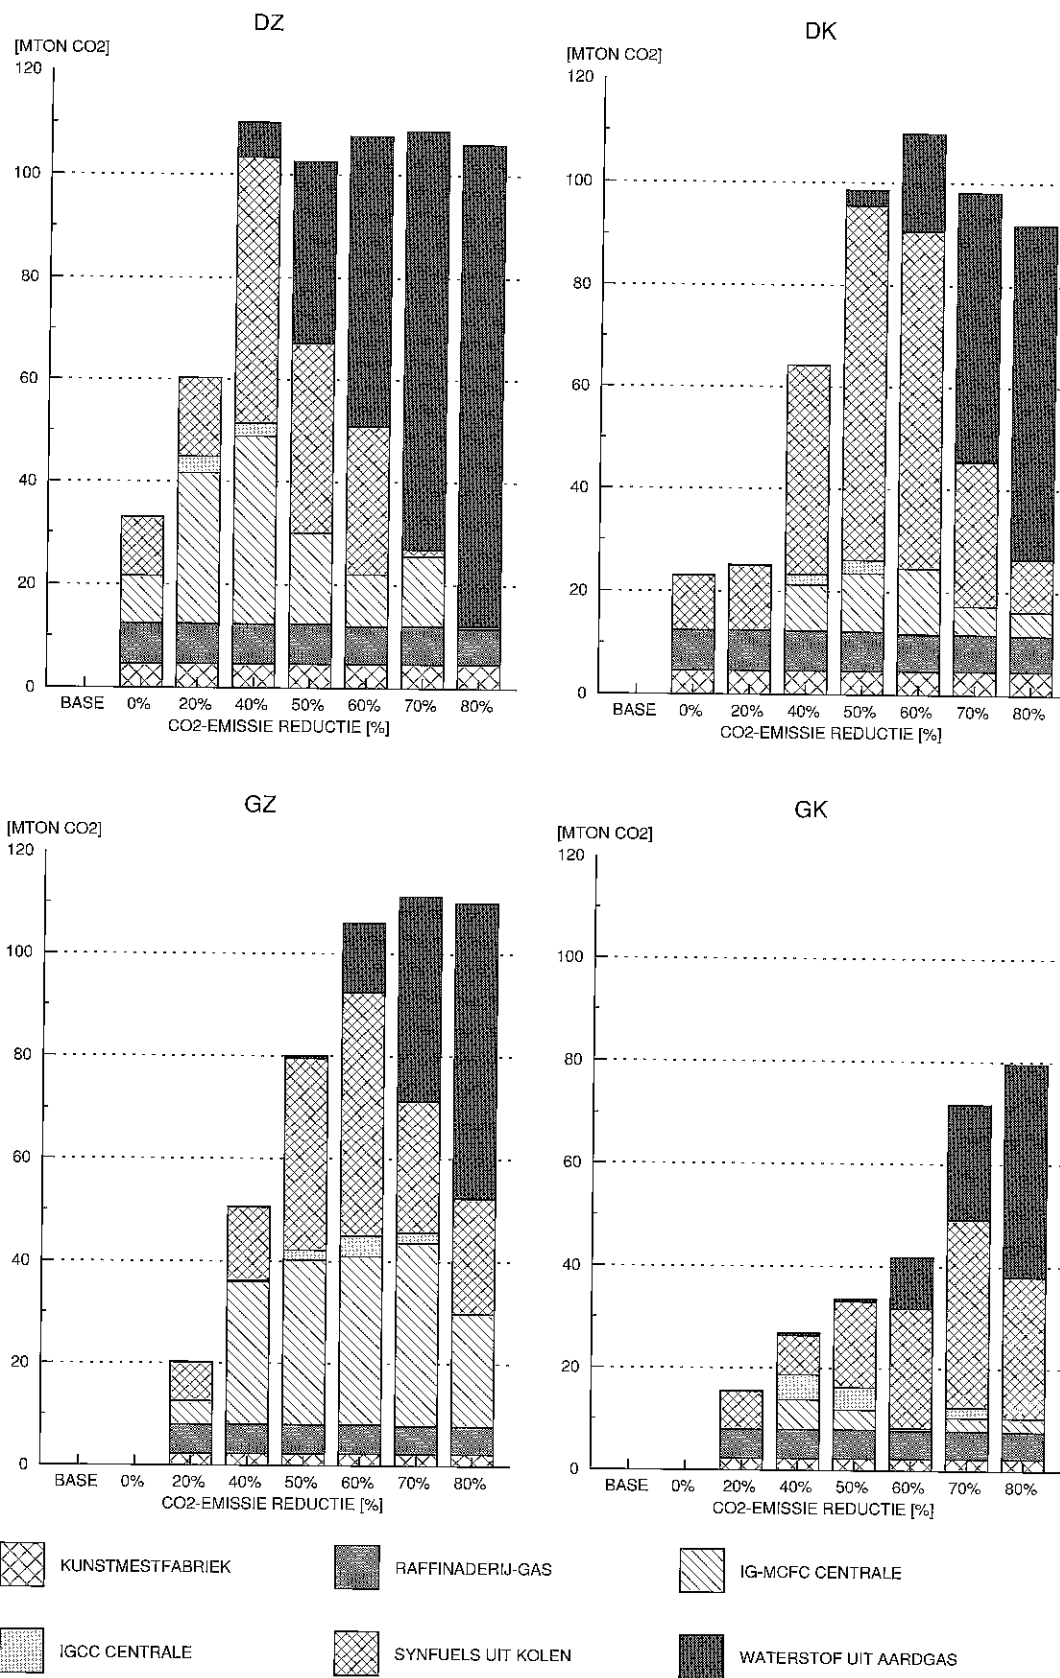 DZ
[MTON CO2]
120
100
80
60
40
20
0
BASE 0% 20% 40% 50% 60% 70% 80%
CO2-EMISSIE REDUCTIE [%]
DK
[MTON CO2]
120
100
80
60
40
20
0
BASE 0% 20% 40% 50% 60% 70% 80%
CO2-EMISSIE REDUCTIE [%]
GZ
[MTON CO2]
120
100
80
60
40
20
0
BASE 0% 20% 40% 50% 60% 70% 80%
CO2-EMISSIE REDUCTIE [%]
GK
[MTON CO2]
120
100
80
60
40
20
0
BASE 0% 20% 40% 50% 60% 70% 80%
CO2-EMISSIE REDUCTIE [%]
KUNSTMESTFABRIEK
RAFFINADERIJ-GAS
IG-MCFC CENTRALE
IGCC CENTRALE
SYNFUELS UIT KOLEN
WATERSTOF UIT AARDGAS